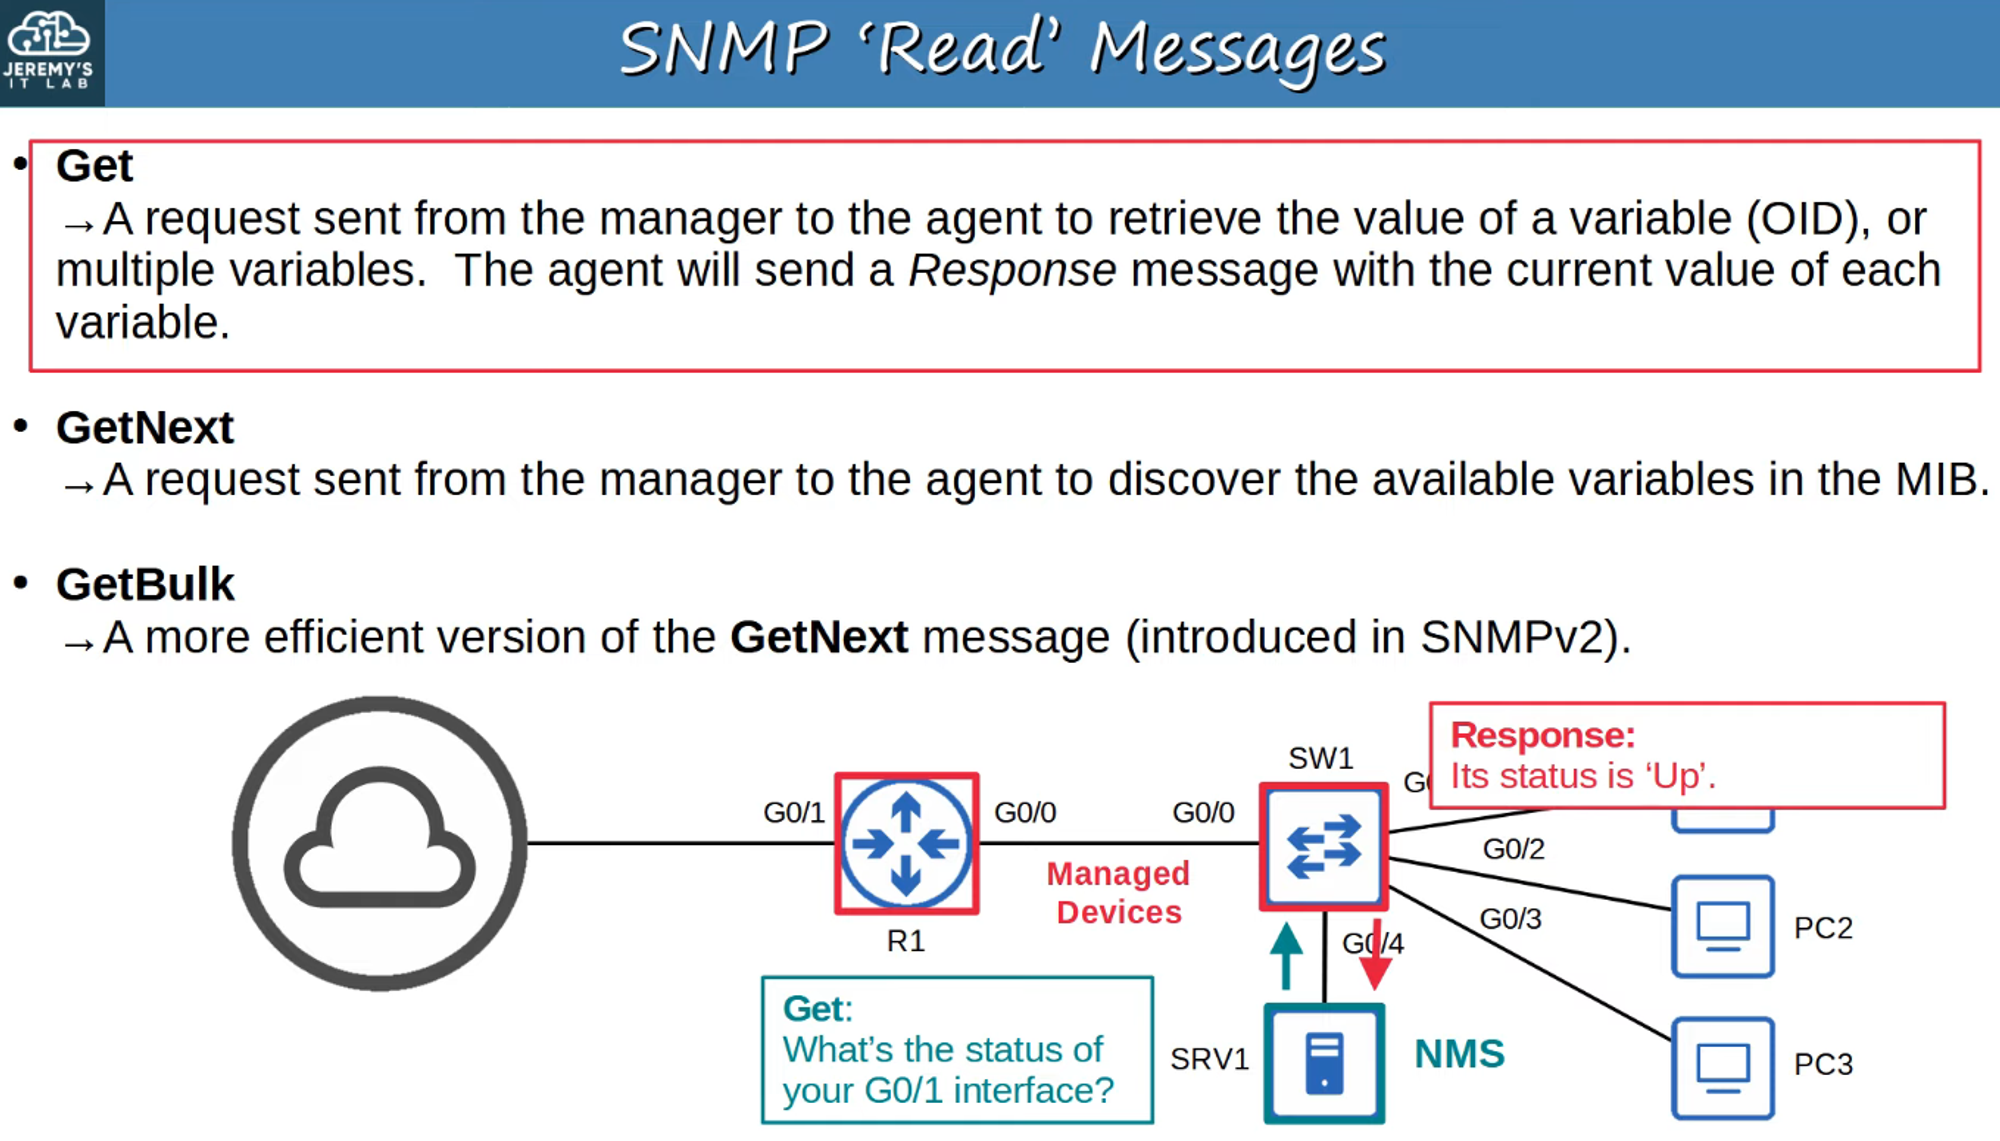 JEREMY'S
IT LAB
SNMP ‘Read’ Messages
• Get
→A request sent from the manager to the agent to retrieve the value of a variable (OID), or
multiple variables.  The agent will send a Response message with the current value of each
variable.
• GetNext
→A request sent from the manager to the agent to discover the available variables in the MIB.
• GetBulk
→A more efficient version of the GetNext message (introduced in SNMPv2).
Response:
Its status is ‘Up’.
SW1
G0/1
G0/0
G0/0
G0/2
Managed
Devices
G0/3
PC2
R1
G0/4
Get:
What’s the status of
your G0/1 interface?
SRV1
NMS
PC3